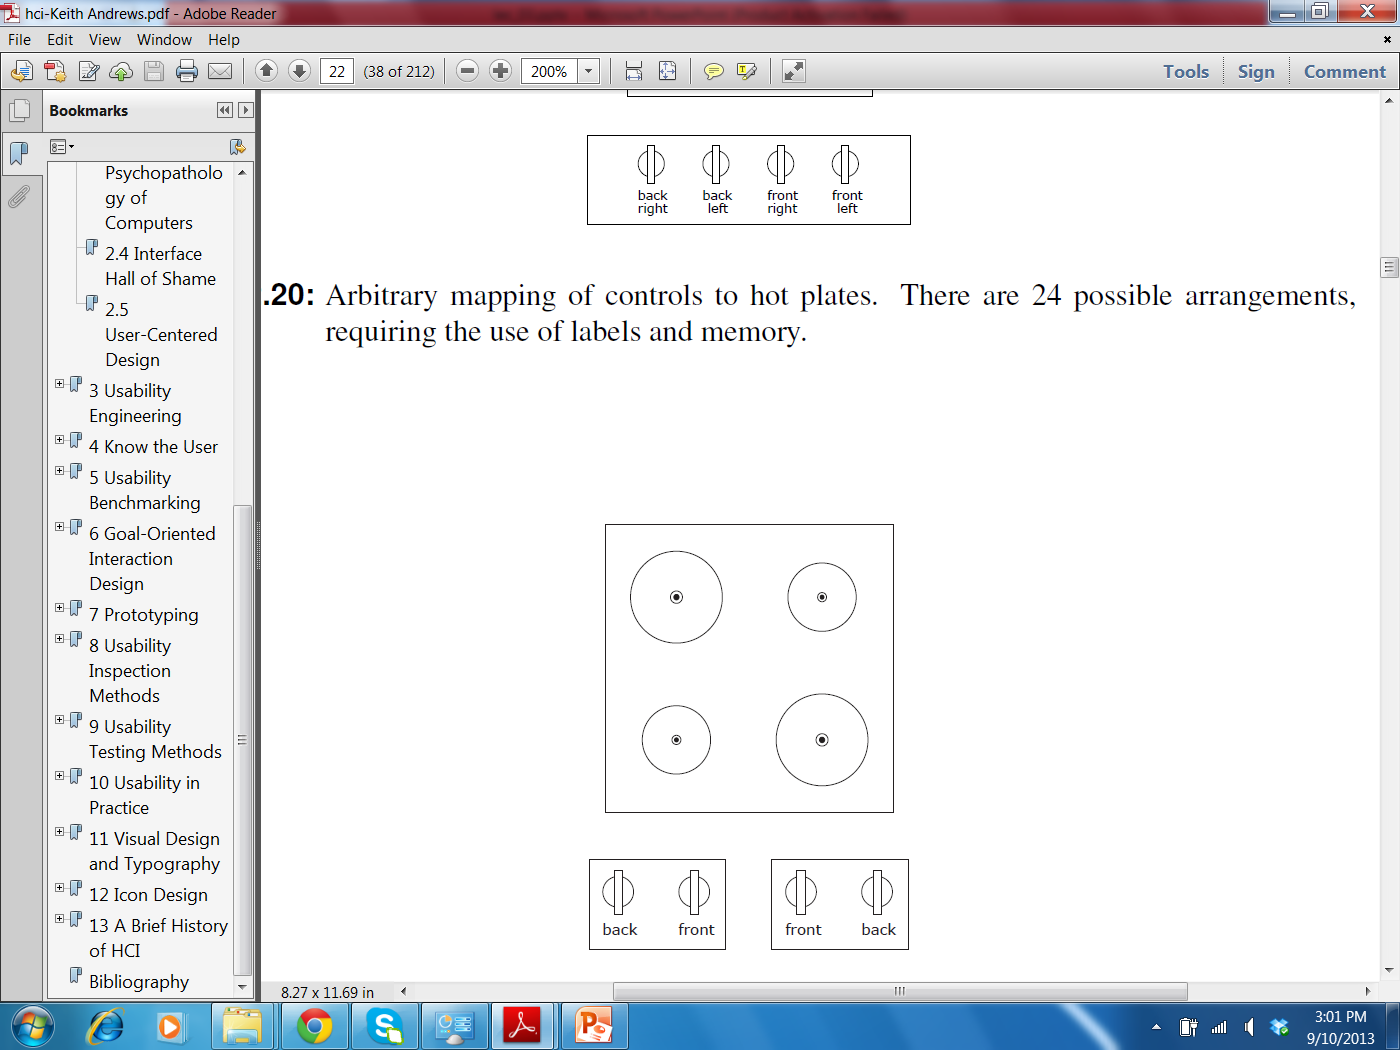 hci-Keith Andrews.pdf - Adobe Reader
File Edit View Window Help
22 (38 of 212) 200% Tools Sign Comment
Bookmarks
Psychopatholo
gy of
Computers
2.4 Interface
Hall of Shame
2.5
User-Centered
Design
3 Usability
Engineering
4 Know the User
5 Usability
Benchmarking
6 Goal-Oriented
Interaction
Design
7 Prototyping
8 Usability
Inspection
Methods
9 Usability
Testing Methods
10 Usability in
Practice
11 Visual Design
and Typography
12 Icon Design
13 A Brief History
of HCI
Bibliography
back back front front
right left right left
.20: Arbitrary mapping of controls to hot plates. There are 24 possible arrangements,
requiring the use of labels and memory.
back front front back
8.27 x 11.69 in
3:01 PM
9/10/2013